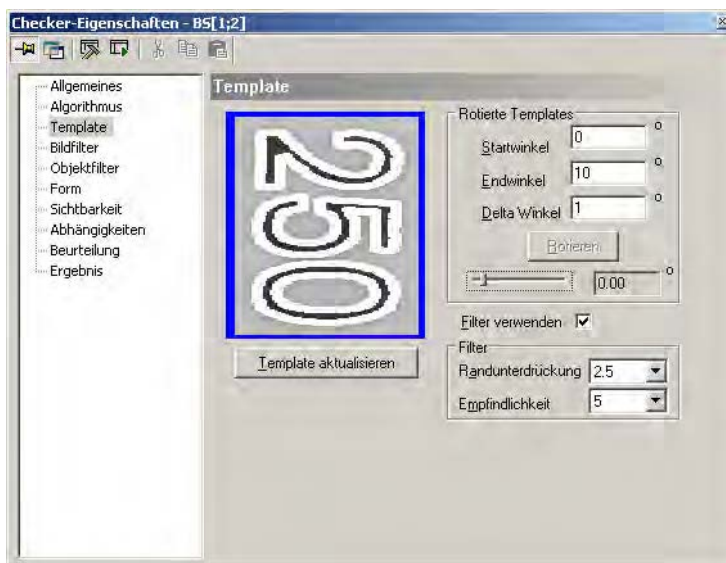 Checker-Eigenschaften - BS[1;2]
Allgemeines
Algorithmus
Template
Bildfilter
Objektfilter
Form
Sichtbarkeit
Abhängigkeiten
Beurteilung
Ergebnis
Template
250
Template aktualisieren
Rotierte Templates
Startwinkel 0 °
Endwinkel 10 °
Delta Winkel 1 °
Rotieren
0.00 °
Filter verwenden
Filter
Randunterdrückung 2.5
Empfindlichkeit 5